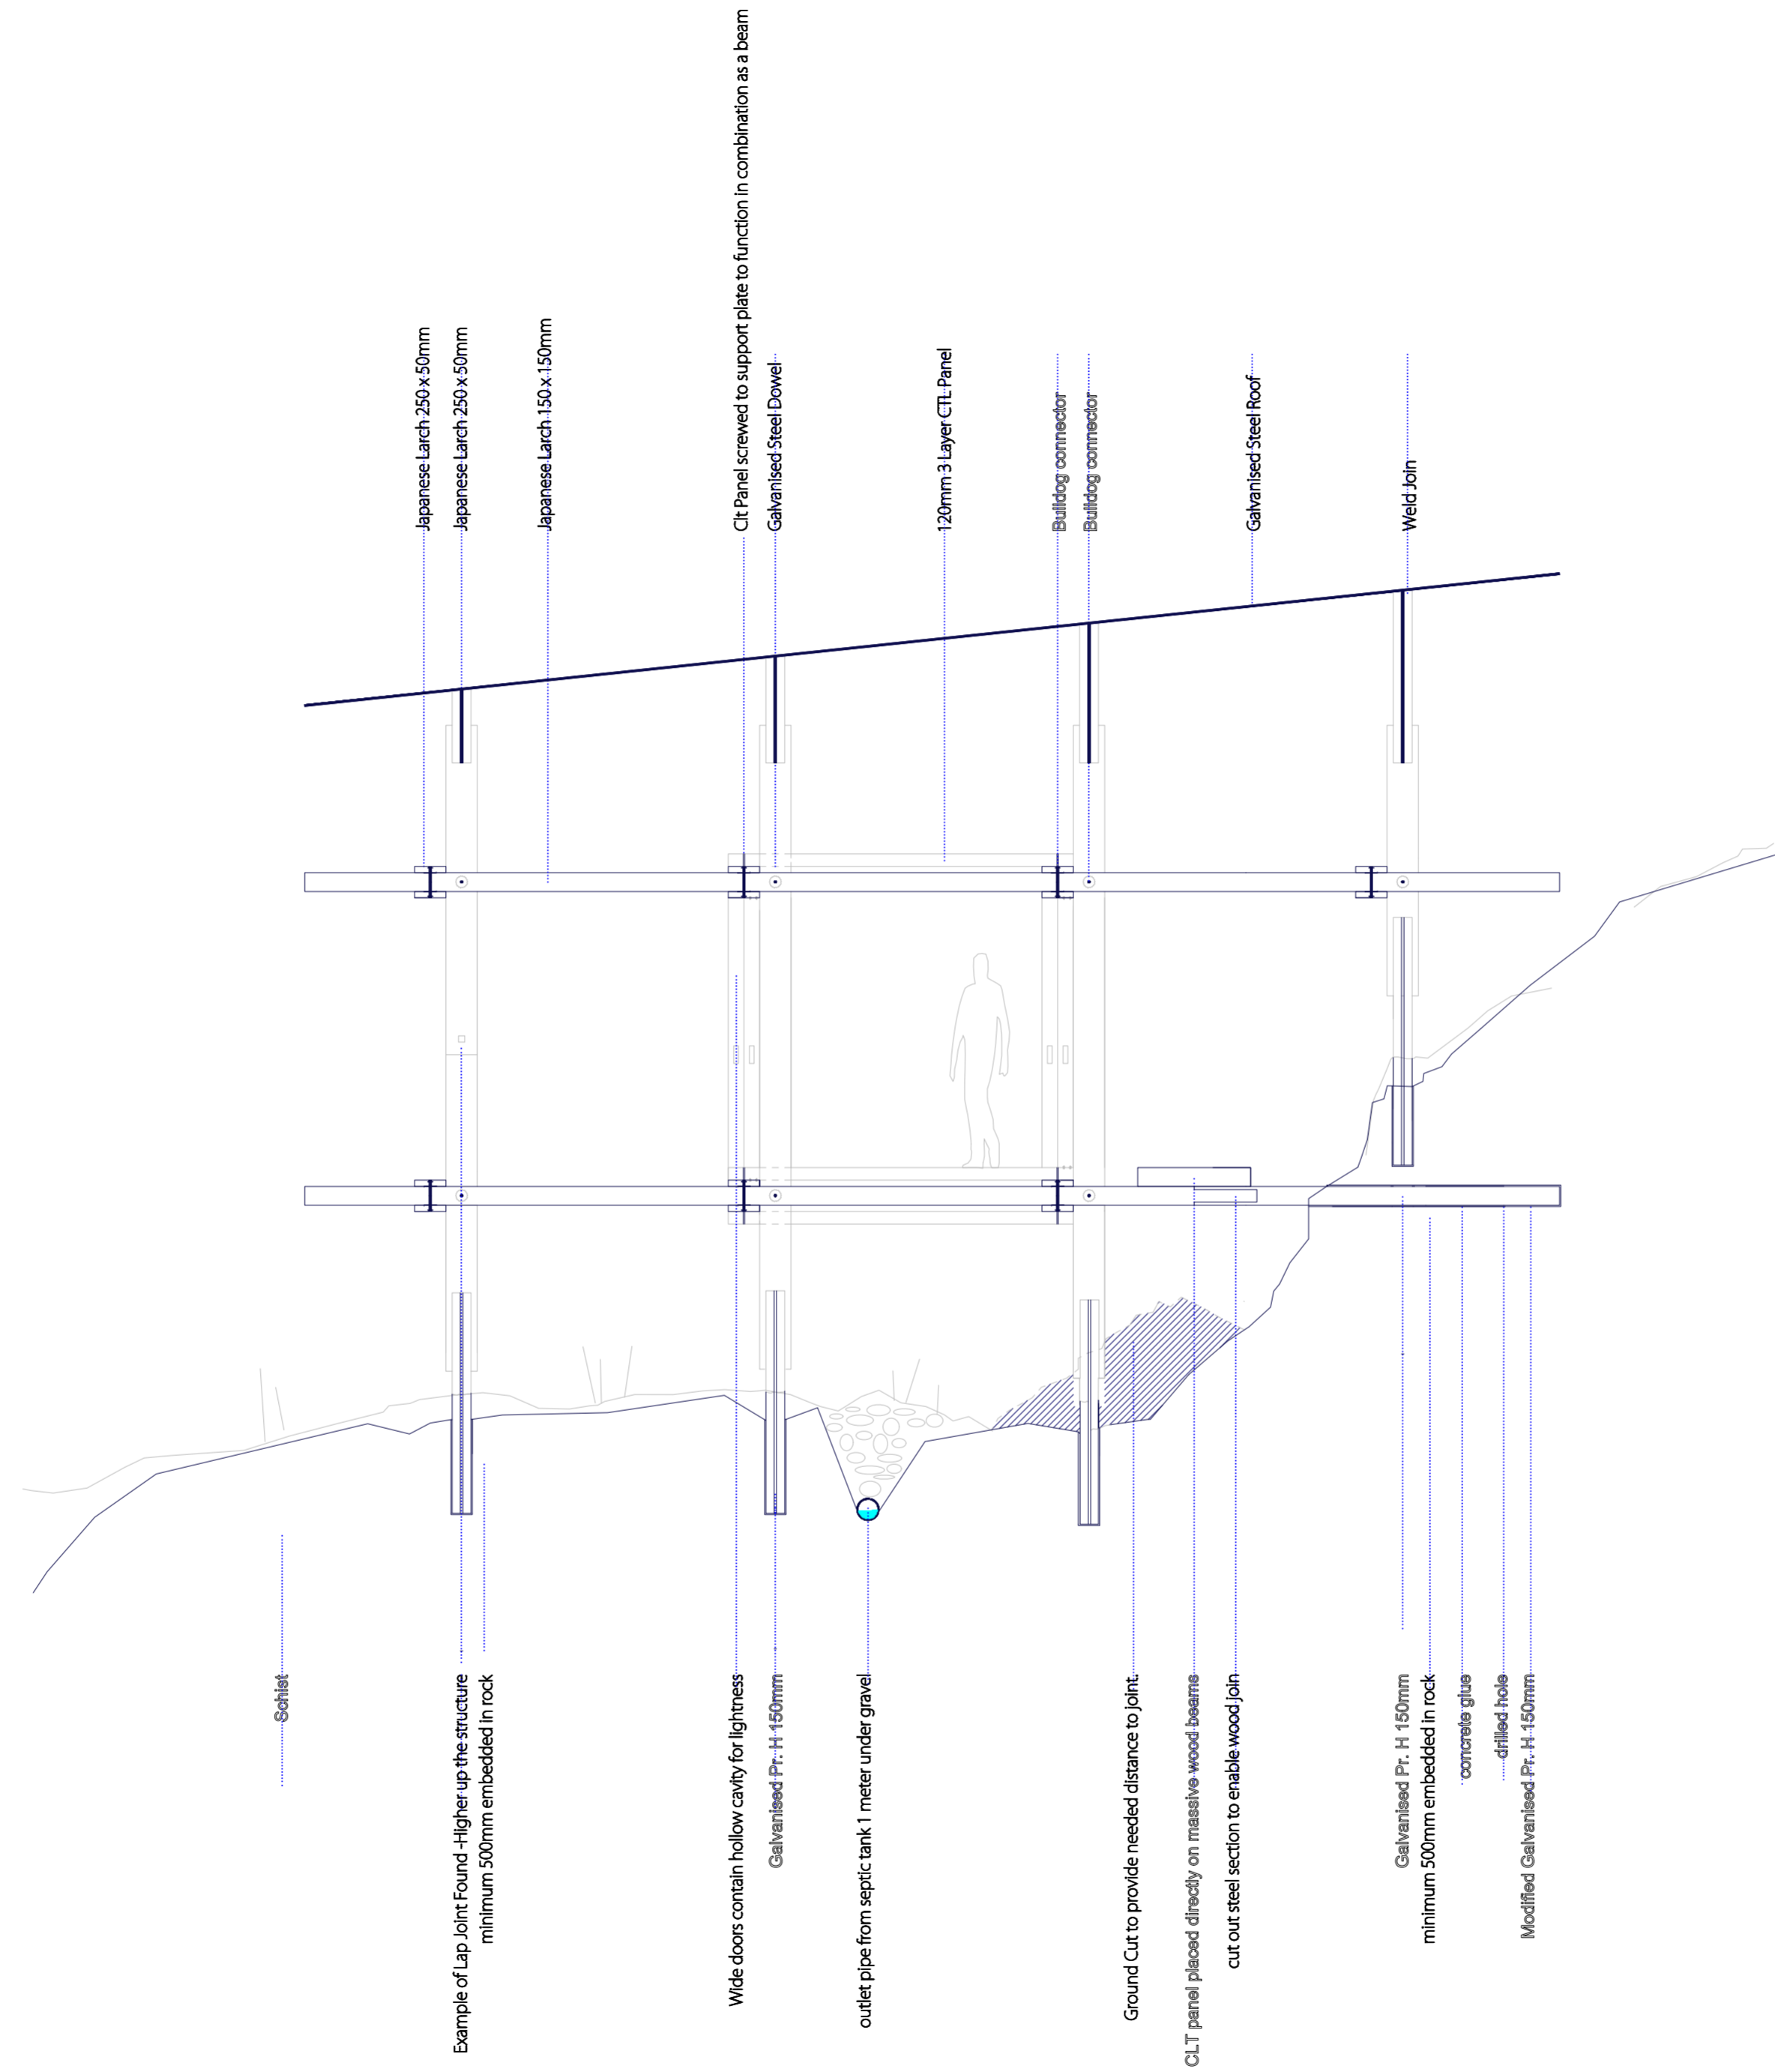 Japanese Larch 250 x 50mm
Japanese Larch 250 x 50mm
Japanese Larch 150 x 150mm
Clt Panel screwed to support plate to function in combination as a beam
Galvanised Steel Dowel
120mm 3 Layer CTL Panel
Bulldog connector
Bulldog connector
Galvanised Steel Roof
Weld Join
Schist
Example of Lap Joint Found -Higher up the structure
minimum 500mm embedded in rock
Wide doors contain hollow cavity for lightness
Galvanised Pr. H 150mm
outlet pipe from septic tank 1 meter under gravel
Ground Cut to provide needed distance to joint.
CLT panel placed directly on massive wood beams
cut out steel section to enable wood join
Galvanised Pr. H 150mm
minimum 500mm embedded in rock
concrete glue
drilled hole
Modified Galvanised Pr. H 150mm